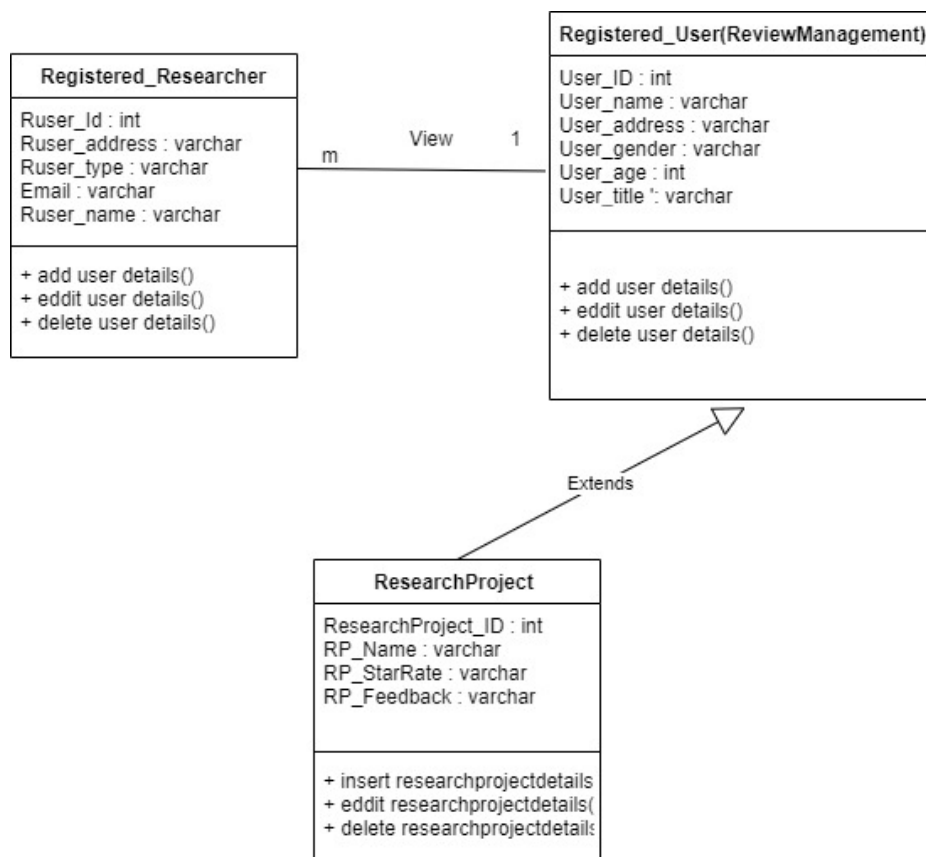 Registered_Researcher
Ruser_Id : int
Ruser_address : varchar
Ruser_type : varchar
Email : varchar
Ruser_name : varchar
+ add user details()
+ eddit user details()
+ delete user details()
m
View
1
Registered_User(ReviewManagement)
User_ID : int
User_name : varchar
User_address : varchar
User_gender : varchar
User_age : int
User_title ': varchar
+ add user details()
+ eddit user details()
+ delete user details()
Extends
ResearchProject
ResearchProject_ID : int
RP_Name : varchar
RP_StarRate : varchar
RP_Feedback : varchar
+ insert researchprojectdetails
+ eddit researchprojectdetails(
+ delete researchprojectdetails